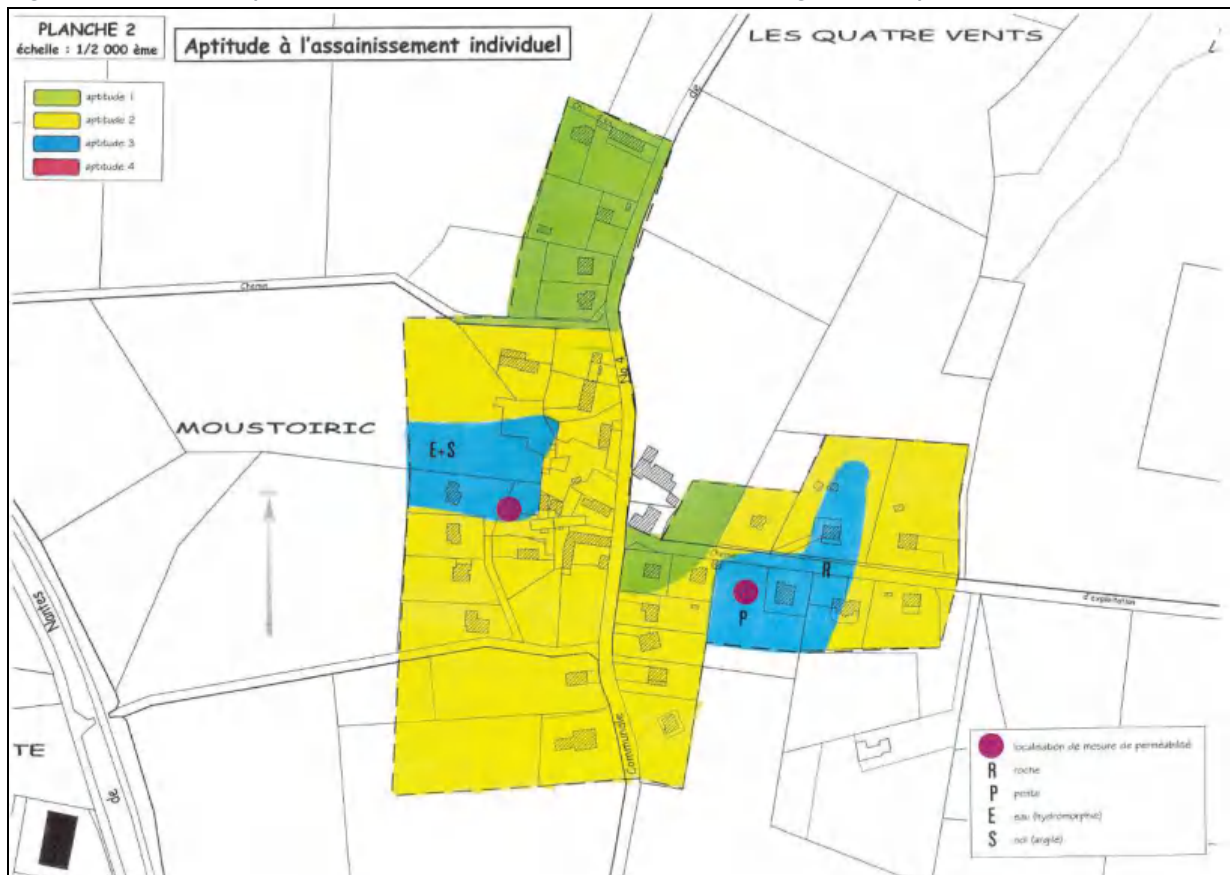 PLANCHE 2
échelle : 1/2 000 ème
Aptitude à l'assainissement individuel
LES QUATRE VENTS
L'
aptitude 1
aptitude 2
aptitude 3
aptitude 4
de
Chemin
No 4
MOUSTOIRIC
E+S
R
P
d'exploitation
Nantes
de
TE
Communale
localisation de mesure de perméabilité
R roche
P pente
E eau (hydromorphie)
S sol (argile)